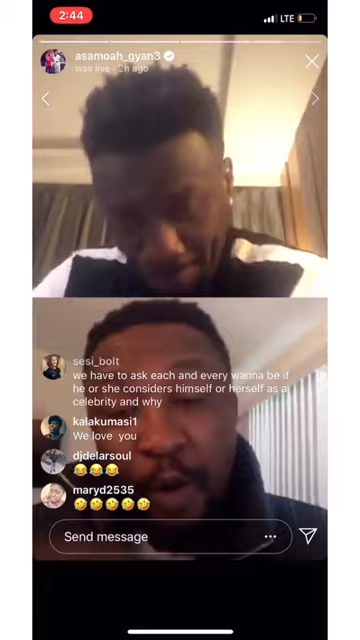 2:44
LTE
asamoah_gyan3
was live · 2h ago
sesi_bolt
we have to ask each and every wanna be if
he or she considers himself or herself as a
celebrity and why
kalakumasi1
We love you
djdelarsoul
😂😂😂
maryd2535
🤣🤣🤣🤣🤣
Send message